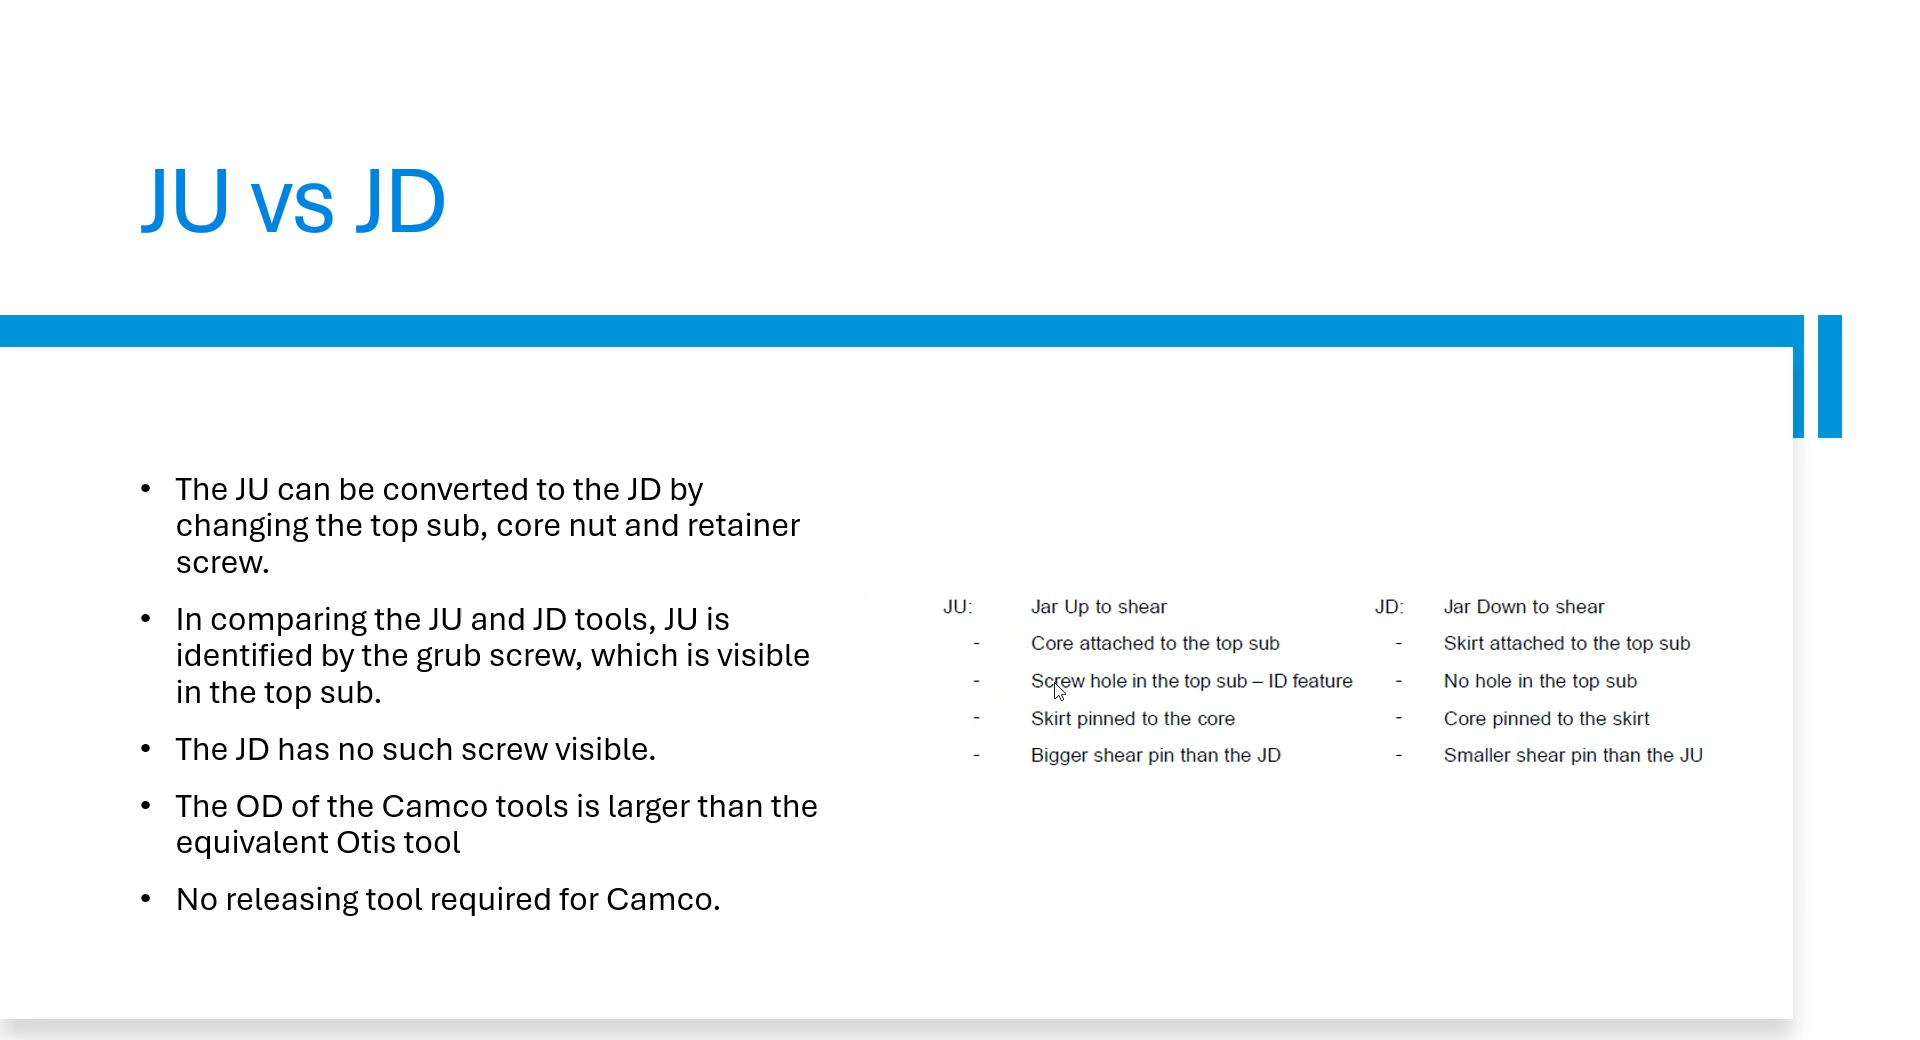 JU vs JD
• The JU can be converted to the JD by
changing the top sub, core nut and retainer
screw.
• In comparing the JU and JD tools, JU is
identified by the grub screw, which is visible
in the top sub.
• The JD has no such screw visible.
• The OD of the Camco tools is larger than the
equivalent Otis tool
• No releasing tool required for Camco.
JU: Jar Up to shear
- Core attached to the top sub
- Screw hole in the top sub – ID feature
- Skirt pinned to the core
- Bigger shear pin than the JD
JD: Jar Down to shear
- Skirt attached to the top sub
- No hole in the top sub
- Core pinned to the skirt
- Smaller shear pin than the JU